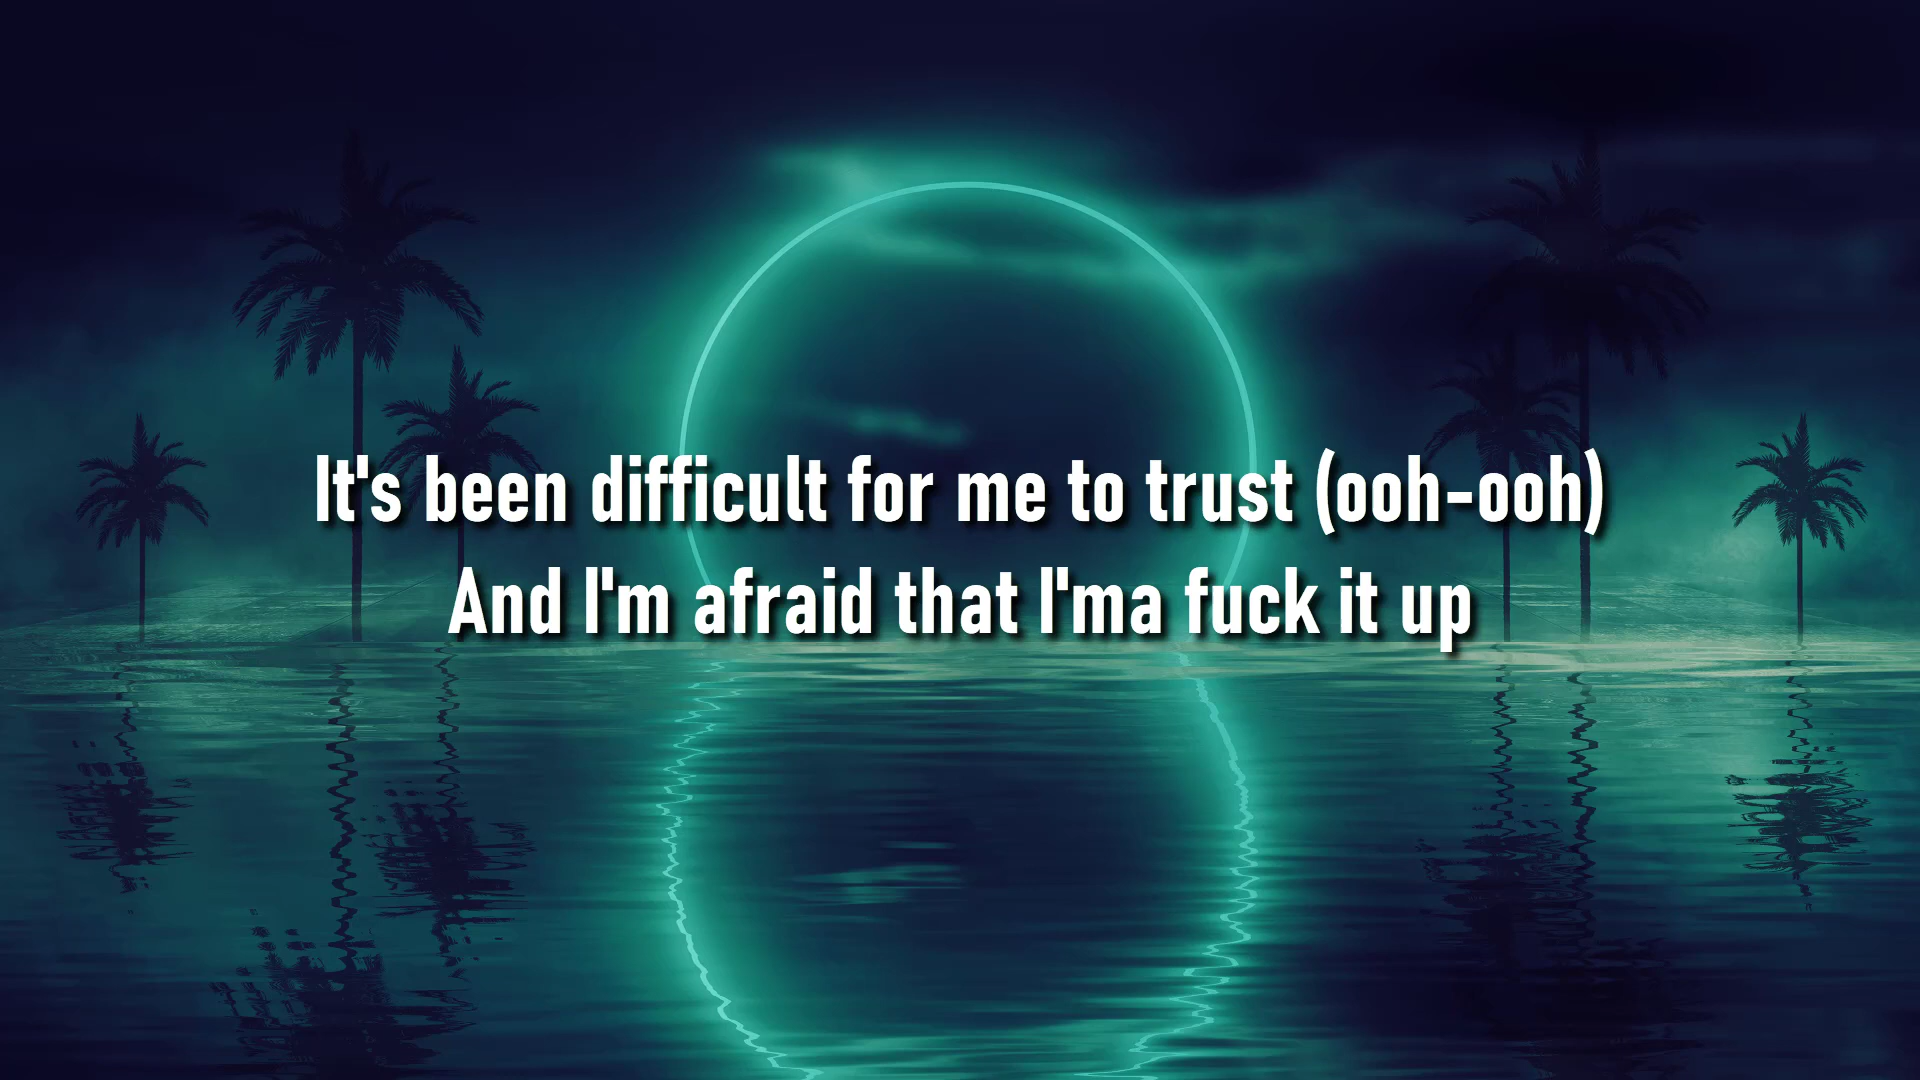 It's been difficult for me to trust (ooh-ooh)
And I'm afraid that I'ma fuck it up